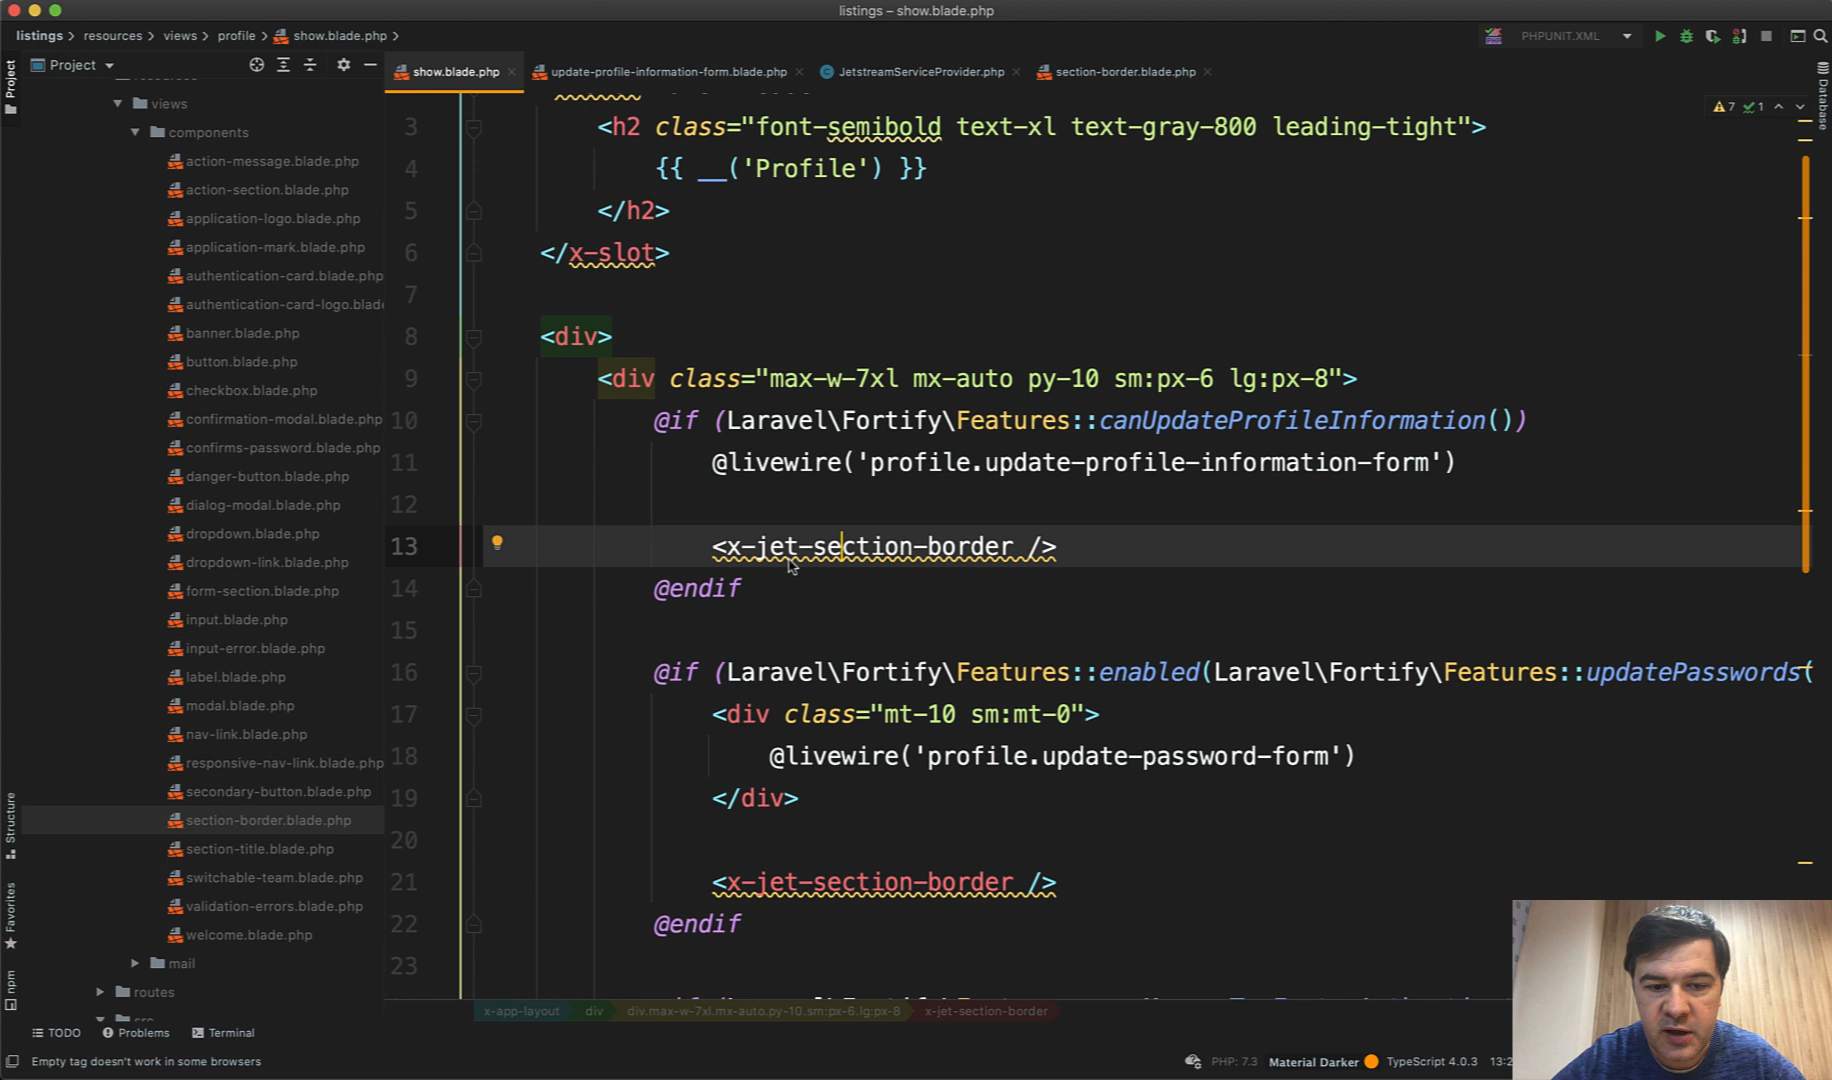 listings – show.blade.php
listings > resources > views > profile > show.blade.php >
PHPUNIT.XML
Project
Project
show.blade.php
update-profile-information-form.blade.php
JetstreamServiceProvider.php
section-border.blade.php
Database
views
components
action-message.blade.php
action-section.blade.php
application-logo.blade.php
application-mark.blade.php
authentication-card.blade.php
authentication-card-logo.blade
banner.blade.php
button.blade.php
checkbox.blade.php
confirmation-modal.blade.php
confirms-password.blade.php
danger-button.blade.php
dialog-modal.blade.php
dropdown.blade.php
dropdown-link.blade.php
form-section.blade.php
input.blade.php
input-error.blade.php
label.blade.php
modal.blade.php
nav-link.blade.php
responsive-nav-link.blade.php
secondary-button.blade.php
section-border.blade.php
section-title.blade.php
switchable-team.blade.php
validation-errors.blade.php
welcome.blade.php
mail
routes
Structure
Favorites
npm
7 1
3 <h2 class="font-semibold text-xl text-gray-800 leading-tight">
4 {{ __('Profile') }}
5 </h2>
6 </x-slot>
7
8 <div>
9 <div class="max-w-7xl mx-auto py-10 sm:px-6 lg:px-8">
10 @if (Laravel\Fortify\Features::canUpdateProfileInformation())
11 @livewire('profile.update-profile-information-form')
12
13 <x-jet-section-border />
14 @endif
15
16 @if (Laravel\Fortify\Features::enabled(Laravel\Fortify\Features::updatePasswords(
17 <div class="mt-10 sm:mt-0">
18 @livewire('profile.update-password-form')
19 </div>
20
21 <x-jet-section-border />
22 @endif
23
x-app-layout div div.max-w-7xl.mx-auto.py-10.sm:px-6.lg:px-8 x-jet-section-border
TODO Problems Terminal
Empty tag doesn't work in some browsers
PHP: 7.3 Material Darker TypeScript 4.0.3 13:2